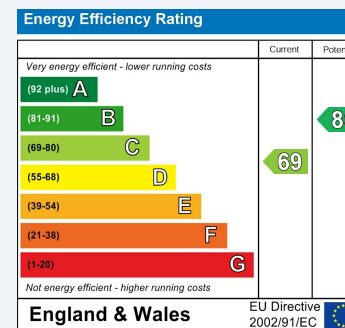 Energy Efficiency Rating
Current
Very energy efficient - lower running costs
(92 plus) A
(81-91) B
(69-80) C
69
(55-68) D
(39-54) E
(21-38) F
(1-20) G
Not energy efficient - higher running costs
England & Wales
EU Directive
2002/91/EC